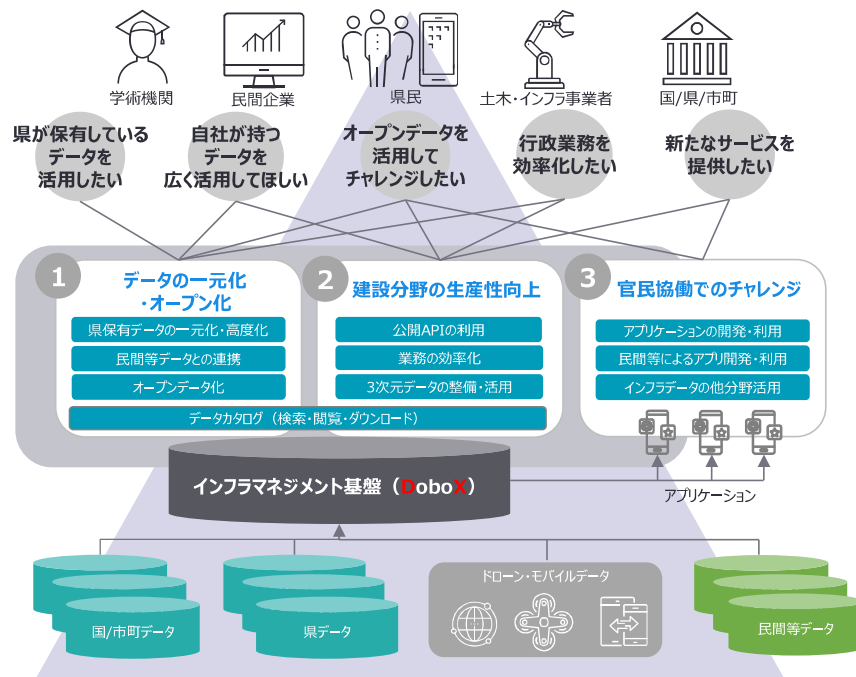 学術機関
民間企業
県民
土木・インフラ事業者
国/県/市町
県が保有している
データを
活用したい
自社が持つ
データを
広く活用してほしい
オープンデータを
活用して
チャレンジしたい
行政業務を
効率化したい
新たなサービスを
提供したい
1
データの一元化
・オープン化
県保有データの一元化・高度化
民間等データとの連携
オープンデータ化
2
建設分野の生産性向上
公開APIの利用
業務の効率化
3次元データの整備・活用
データカタログ（検索・閲覧・ダウンロード）
3
官民協働でのチャレンジ
アプリケーションの開発・利用
民間等によるアプリ開発・利用
インフラデータの他分野活用
インフラマネジメント基盤（DoboX）
アプリケーション
国/市町データ
県データ
ドローン・モバイルデータ
民間等データ